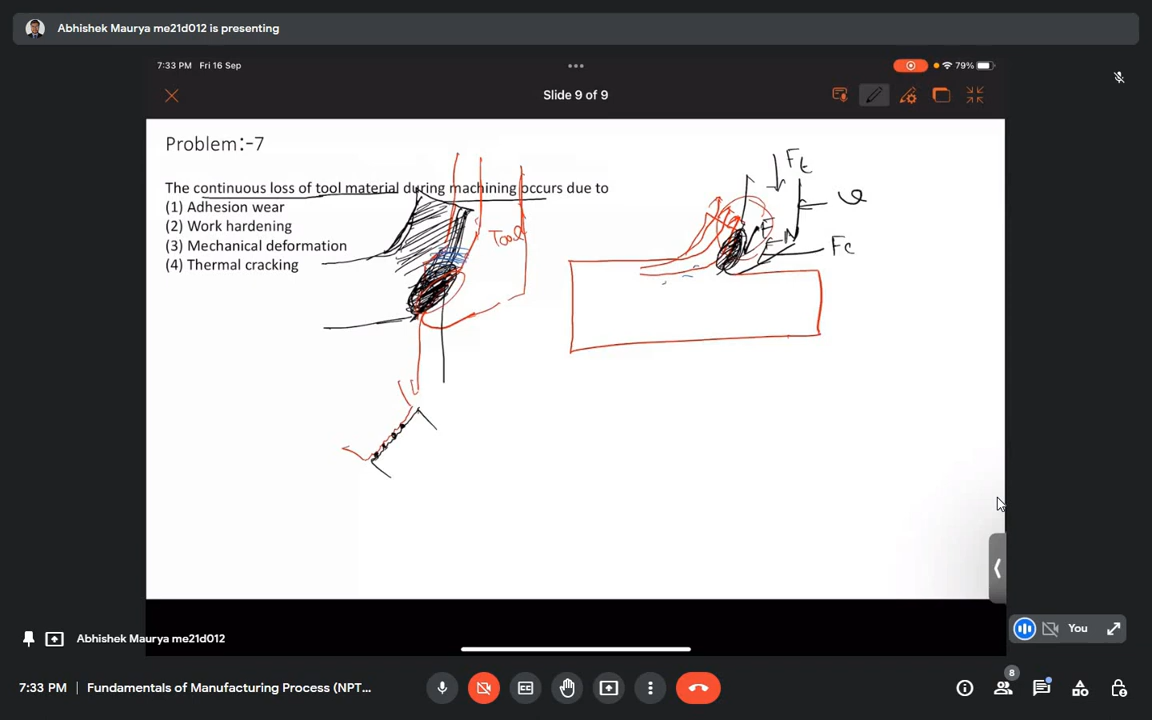 Abhishek Maurya me21d012 is presenting
7:33 PM Fri 16 Sep
79%
Slide 9 of 9
Problem:-7
The continuous loss of tool material during machining occurs due to
(1) Adhesion wear
(2) Work hardening
(3) Mechanical deformation
(4) Thermal cracking
Tool
Ft
F
N
Fc
Abhishek Maurya me21d012
You
7:33 PM | Fundamentals of Manufacturing Process (NPT...
8